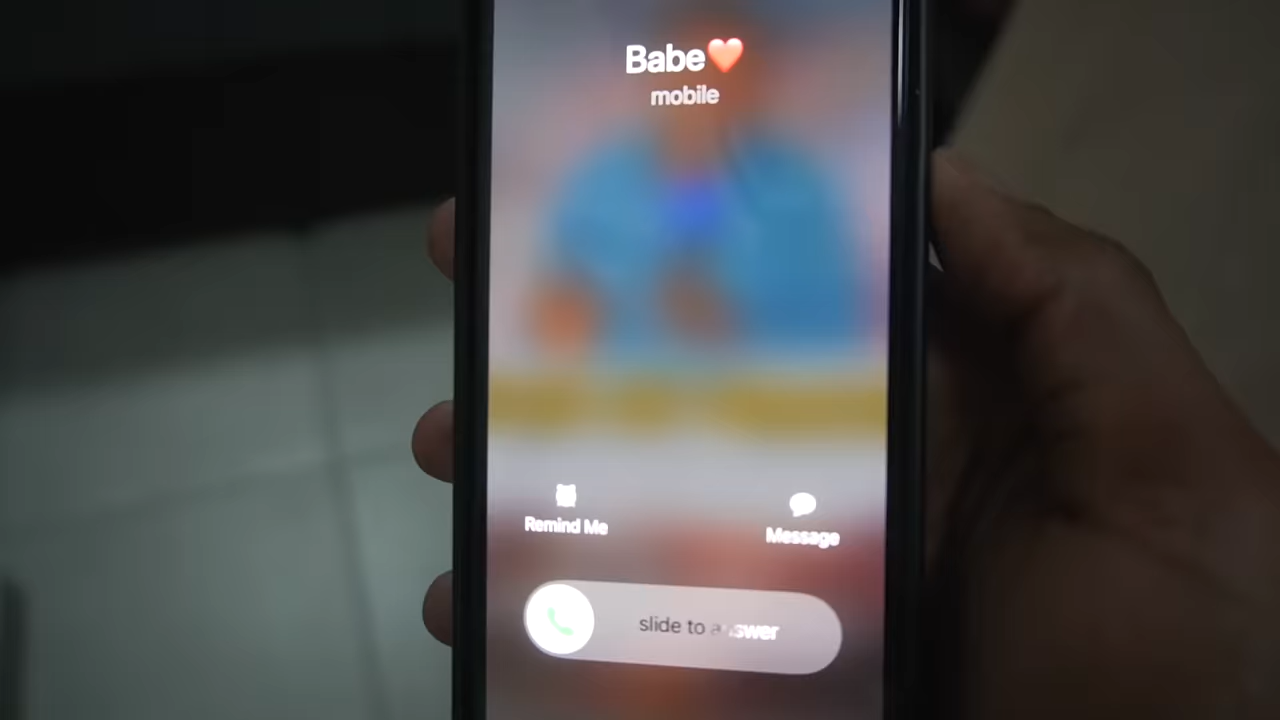 Babe❤️
mobile
Remind Me
Message
slide to answer